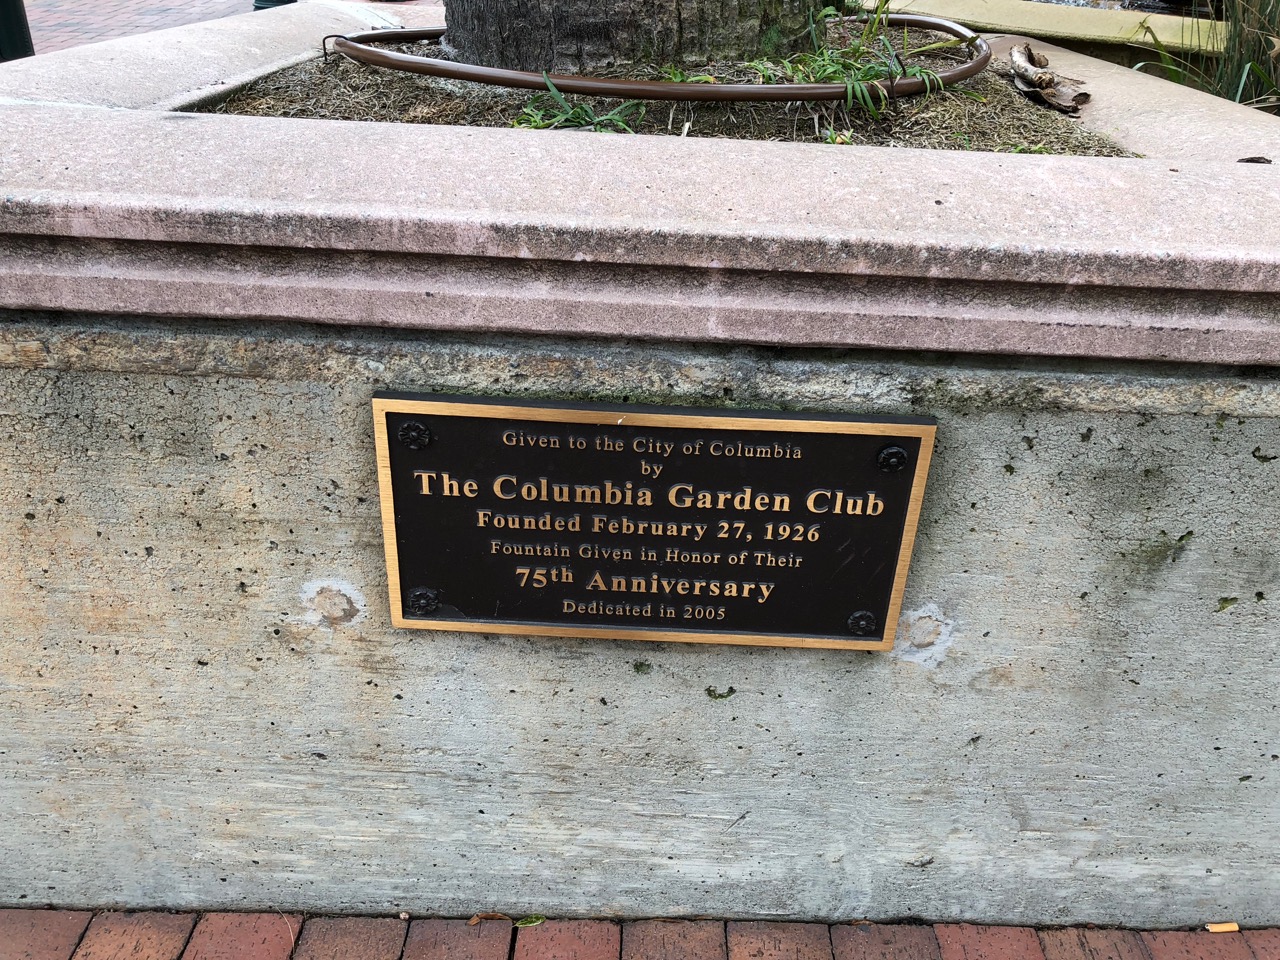 Given to the City of Columbia
by
The Columbia Garden Club
Founded February 27, 1926
Fountain Given in Honor of Their
75th Anniversary
Dedicated in 2005